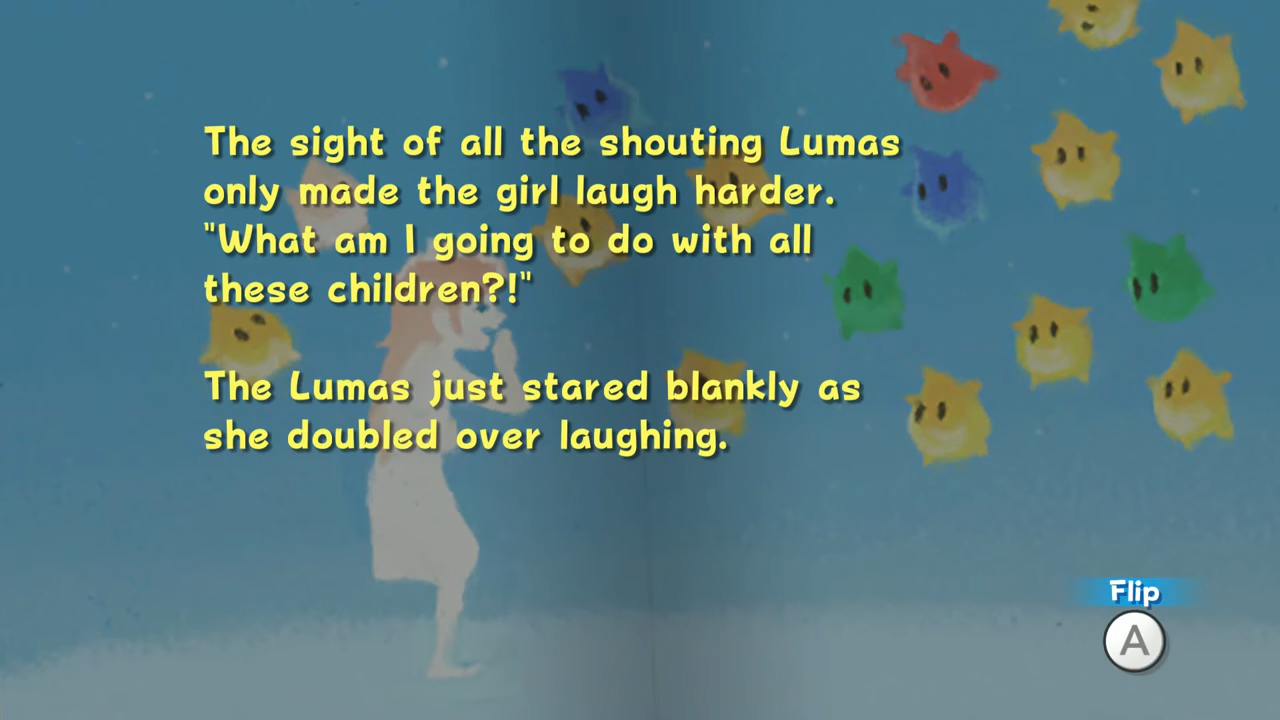 The sight of all the shouting Lumas
only made the girl laugh harder.
"What am I going to do with all
these children?!"
The Lumas just stared blankly as
she doubled over laughing.
Flip
A